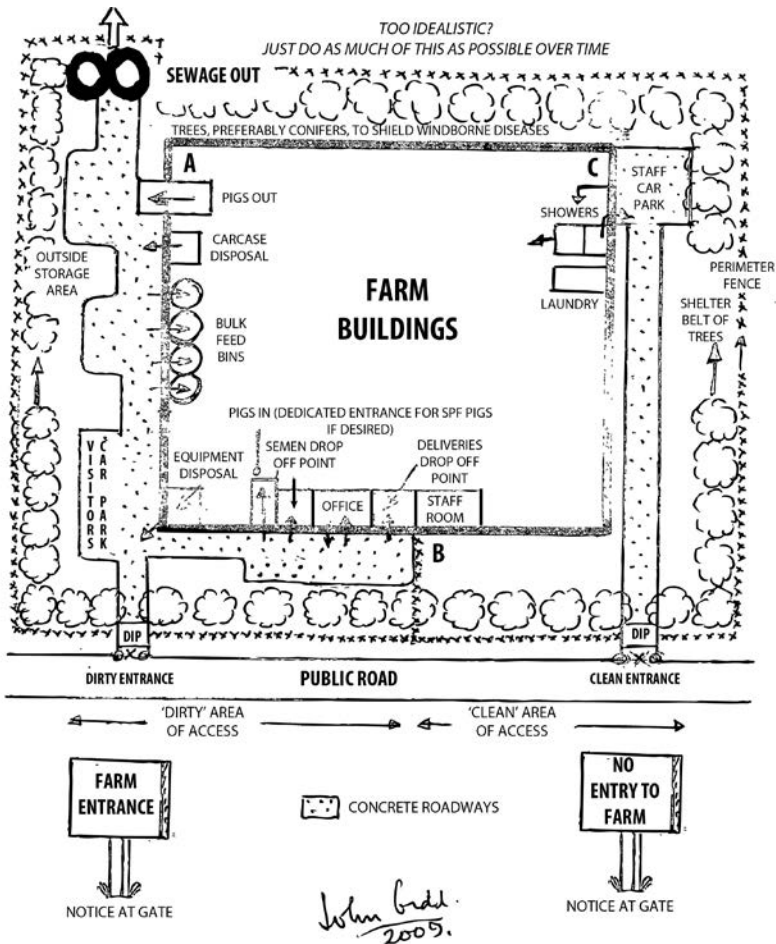 TOO IDEALISTIC?
JUST DO AS MUCH OF THIS AS POSSIBLE OVER TIME
SEWAGE OUT
TREES, PREFERABLY CONIFERS, TO SHIELD WINDBORNE DISEASES
A
C
STAFF
CAR
PARK
PIGS OUT
SHOWERS
CARCASE
DISPOSAL
OUTSIDE
STORAGE
AREA
PERIMETER
FENCE
FARM
BUILDINGS
LAUNDRY
SHELTER
BELT OF
TREES
BULK
FEED
BINS
PIGS IN (DEDICATED ENTRANCE FOR SPF PIGS
IF DESIRED)
VISITORS
CAR PARK
EQUIPMENT
DISPOSAL
SEMEN DROP
OFF POINT
DELIVERIES
DROP OFF
POINT
OFFICE
STAFF
ROOM
B
DIP
DIP
DIRTY ENTRANCE
PUBLIC ROAD
CLEAN ENTRANCE
'DIRTY' AREA
OF ACCESS
'CLEAN' AREA
OF ACCESS
FARM
ENTRANCE
CONCRETE ROADWAYS
NO
ENTRY TO
FARM
NOTICE AT GATE
NOTICE AT GATE
John Gadd.
2005.